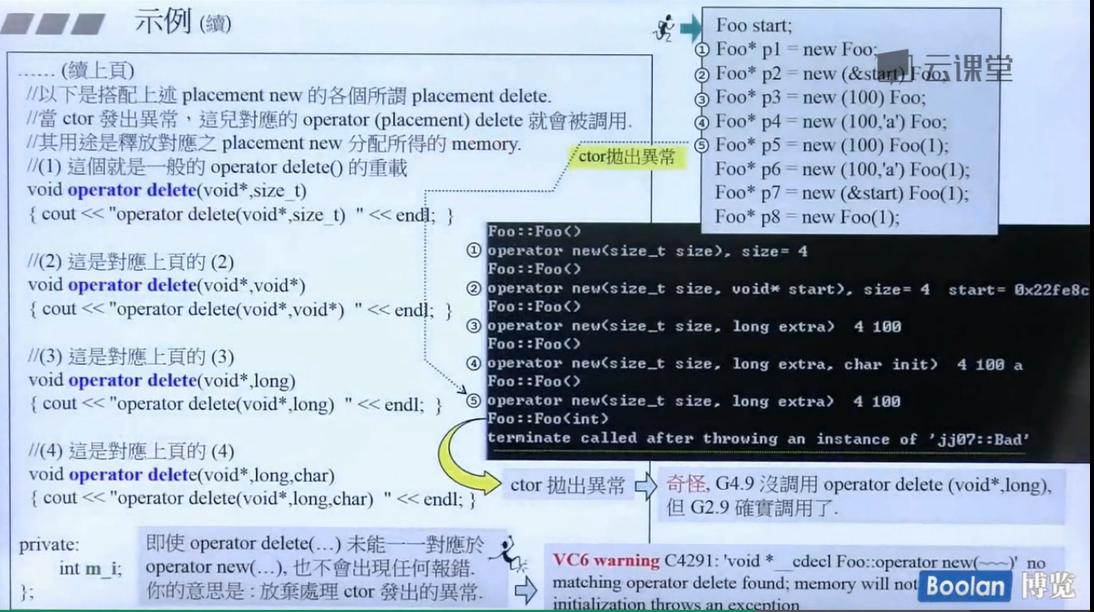 示例 (續)
…… (續上頁)
//以下是搭配上述 placement new 的各個所謂 placement delete.
//當 ctor 發出異常，這兒對應的 operator (placement) delete 就會被調用.
//其用途是釋放對應之 placement new 分配所得的 memory.
//(1) 這個就是一般的 operator delete() 的重載
void operator delete(void*,size_t)
{ cout << "operator delete(void*,size_t) " << endl; }
//(2) 這是對應上頁的 (2)
void operator delete(void*,void*)
{ cout << "operator delete(void*,void*) " << endl; }
//(3) 這是對應上頁的 (3)
void operator delete(void*,long)
{ cout << "operator delete(void*,long) " << endl; }
//(4) 這是對應上頁的 (4)
void operator delete(void*,long,char)
{ cout << "operator delete(void*,long,char) " << endl; }
private:
int m_i;
};
即使 operator delete(…) 未能一一對應於
operator new(…), 也不會出現任何報錯.
你的意思是 : 放棄處理 ctor 發出的異常.
Foo start;
① Foo* p1 = new Foo;
② Foo* p2 = new (&start) Foo;
③ Foo* p3 = new (100) Foo;
④ Foo* p4 = new (100,'a') Foo;
⑤ Foo* p5 = new (100) Foo(1);
Foo* p6 = new (100,'a') Foo(1);
Foo* p7 = new (&start) Foo(1);
Foo* p8 = new Foo(1);
云课堂
ctor拋出異常
Foo::Foo()
① operator new(size_t size), size= 4
Foo::Foo()
② operator new(size_t size, void* start), size= 4 start= 0x22fe8c
Foo::Foo()
③ operator new(size_t size, long extra) 4 100
Foo::Foo()
④ operator new(size_t size, long extra, char init) 4 100 a
Foo::Foo()
⑤ operator new(size_t size, long extra) 4 100
Foo::Foo(int)
terminate called after throwing an instance of 'jj07::Bad'
ctor 拋出異常
奇怪, G4.9 沒調用 operator delete (void*,long),
但 G2.9 確實調用了.
VC6 warning C4291: 'void *__cdecl Foo::operator new(~~~)' no
matching operator delete found; memory will not
initialization throws an exception
Boolan 博览